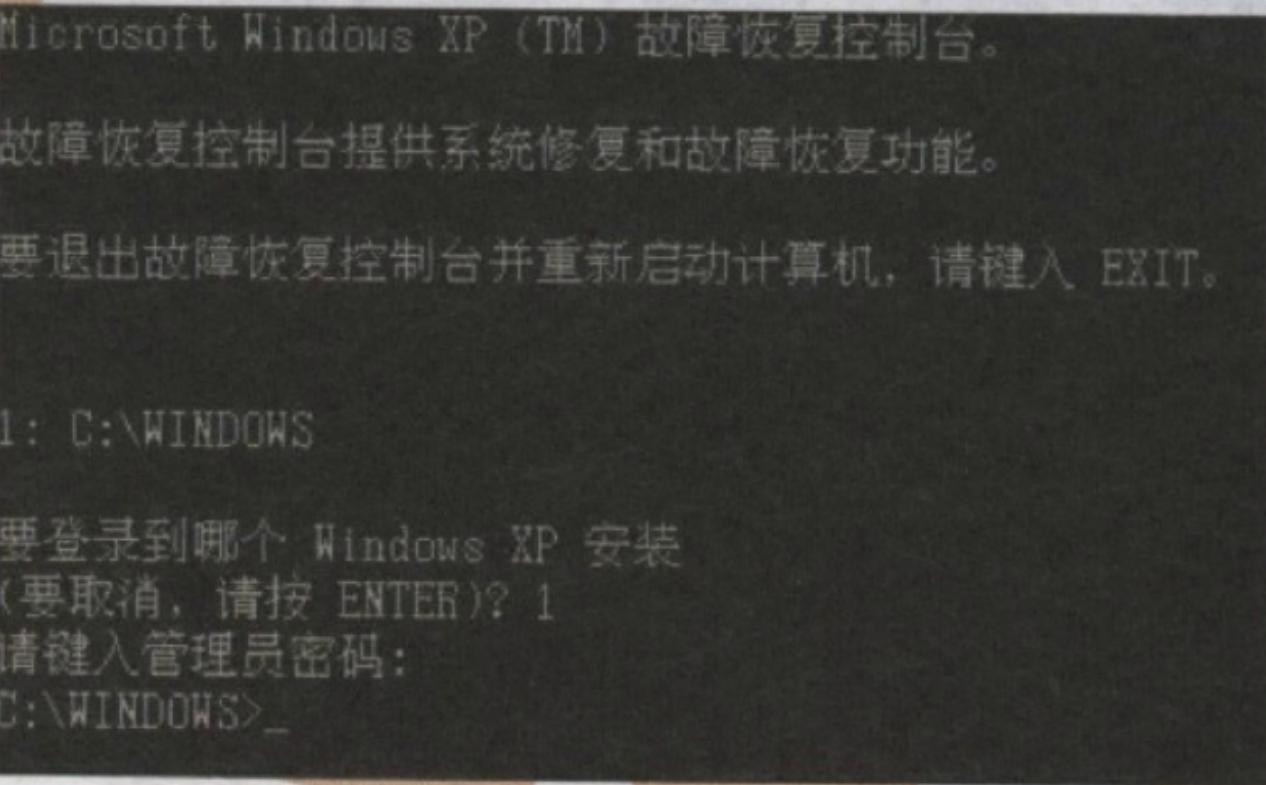 Microsoft Windows XP (TM) 故障恢复控制台。
故障恢复控制台提供系统修复和故障恢复功能。
要退出故障恢复控制台并重新启动计算机，请键入 EXIT。
1: C:\WINDOWS
要登录到哪个 Windows XP 安装
(要取消，请按 ENTER)? 1
请键入管理员密码:
C:\WINDOWS>_